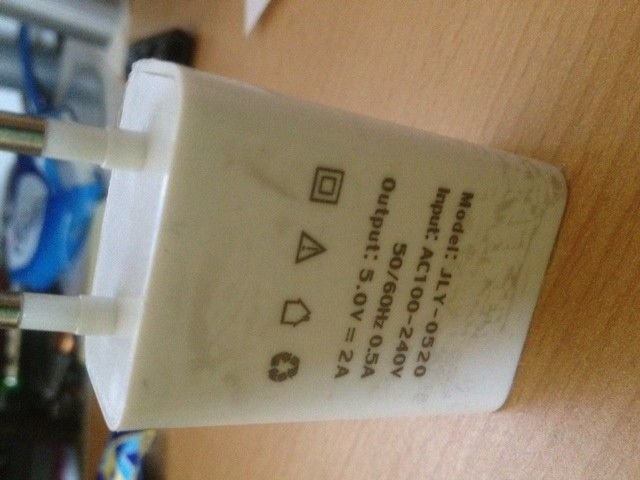 Model: JLY-0520
Input: AC100-240V
50/60Hz 0.5A
Output: 5.0V = 2A